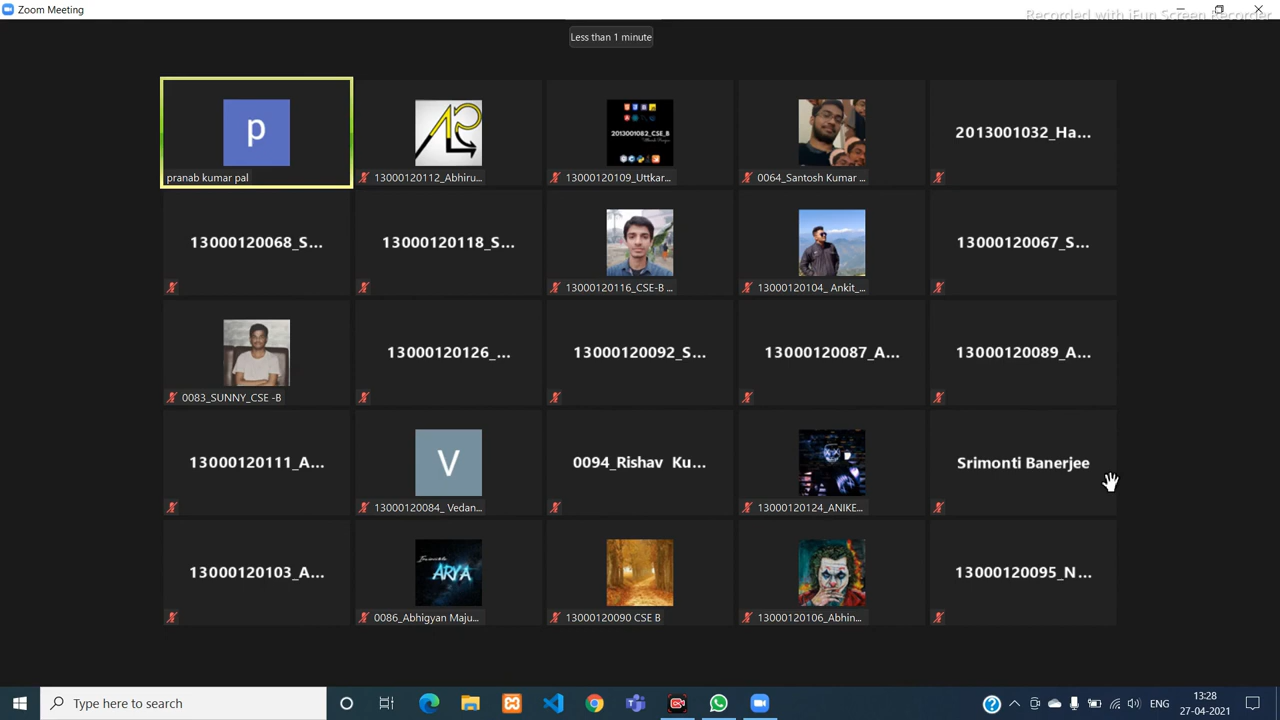 Zoom Meeting
Recorded with iFun Screen Recorder
Less than 1 minute
p
pranab kumar pal
13000120112_Abhiru...
2013001082_CSE_B
13000120109_Uttkar...
0064_Santosh Kumar ...
2013001032_Ha...
13000120068_S...
13000120118_S...
13000120116_CSE-B ...
13000120104_ Ankit_...
13000120067_S...
0083_SUNNY_CSE -B
13000120126_...
13000120092_S...
13000120087_A...
13000120089_A...
13000120111_A...
V
13000120084_ Vedan...
0094_Rishav Ku...
13000120124_ANIKE...
Srimonti Banerjee
13000120103_A...
ARYA
0086_Abhigyan Maju...
13000120090 CSE B
13000120106_Abhin...
13000120095_N...
Type here to search
ENG
13:28
27-04-2021